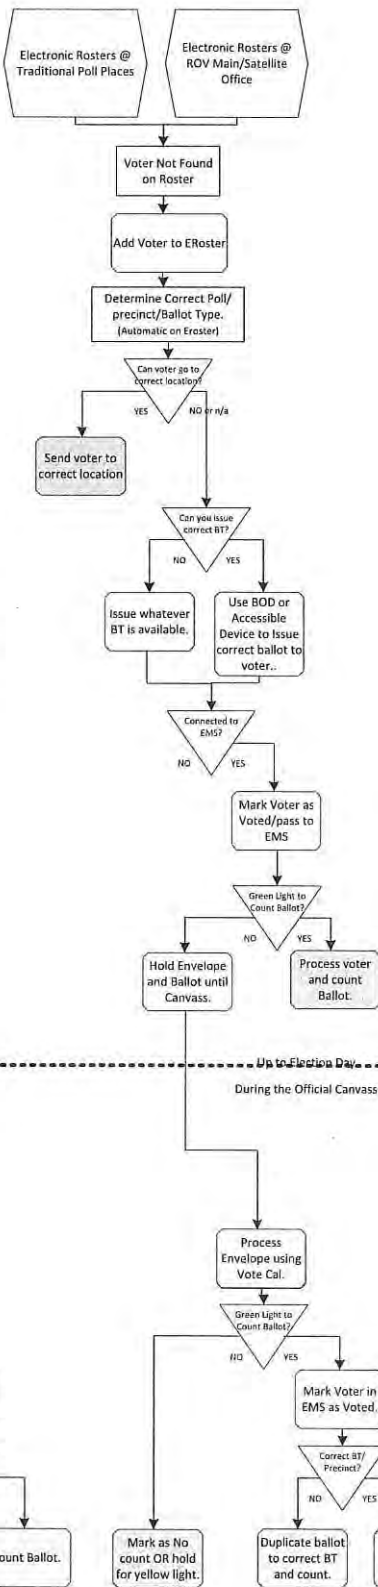 Electronic Rosters @
Traditional Poll Places
Electronic Rosters @
ROV Main/Satellite
Office
Voter Not Found
on Roster
Add Voter to ERoster
Determine Correct Poll/
precinct/Ballot Type.
(Automatic on Eroster)
Can voter go to
correct location?
YES
NO or n/a
Send voter to
correct location
Can you issue
correct BT?
NO
YES
Issue whatever
BT is available.
Use BOD or
Accessible
Device to Issue
correct ballot to
voter..
Connected to
EMS?
NO
YES
Mark Voter as
Voted/pass to
EMS
Green Light to
Count Ballot?
NO
YES
Hold Envelope
and Ballot until
Canvass.
Process voter
and count
Ballot.
Up to Election Day
During the Official Canvass
Process
Envelope using
Vote Cal.
Green Light to
Count Ballot?
NO
YES
Mark Voter in
EMS as Voted.
Correct BT/
Precinct?
NO
YES
ount Ballot.
Mark as No
count OR hold
for yellow light.
Duplicate ballot
to correct BT
and count.